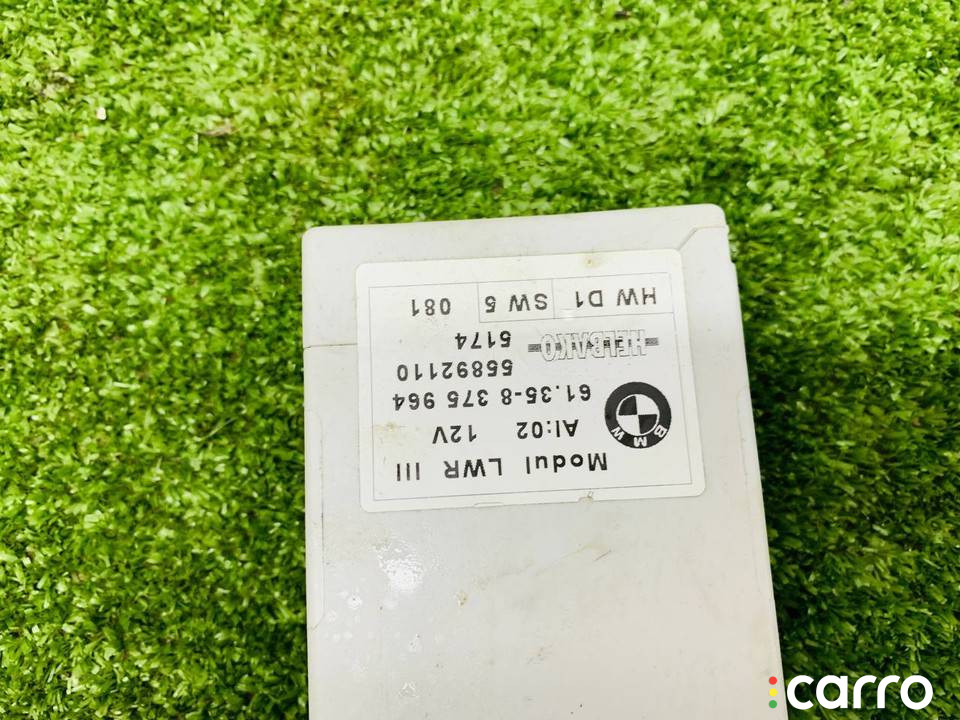 Modul LWR III
AI:02 12V
BMW
61.35-8 375 964
55892110
HELBAKO
5174
HW D1 SW 5 081
carro